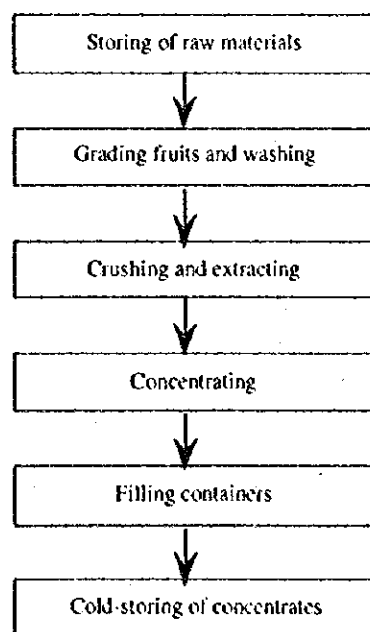 Storing of raw materials
Grading fruits and washing
Crushing and extracting
Concentrating
Filling containers
Cold-storing of concentrates